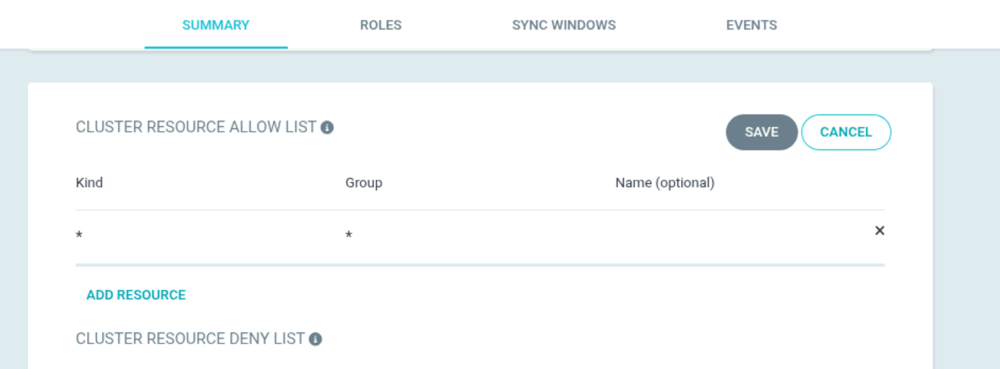 SUMMARY ROLES SYNC WINDOWS EVENTS
CLUSTER RESOURCE ALLOW LIST
SAVE CANCEL
Kind Group Name (optional)
* *
ADD RESOURCE
CLUSTER RESOURCE DENY LIST